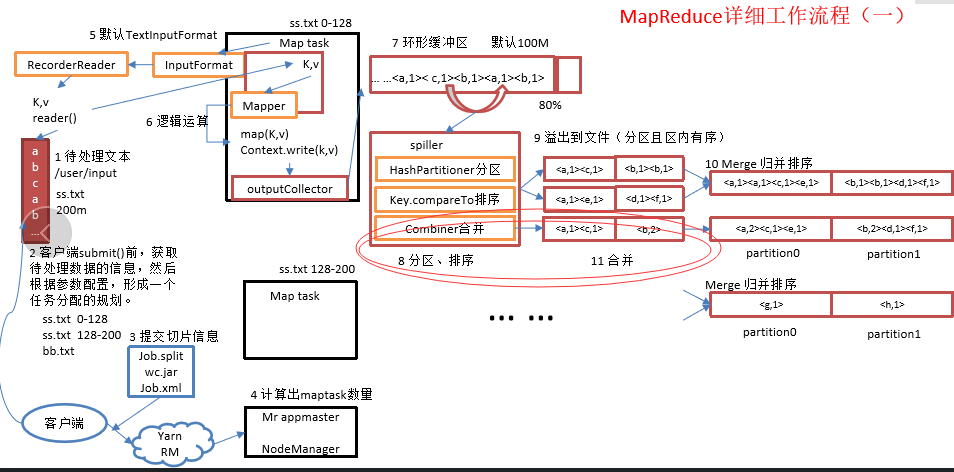 MapReduce详细工作流程（一）
ss.txt 0-128
5 默认TextInputFormat
Map task
7 环形缓冲区 默认100M
RecorderReader
InputFormat
K,v
... ...<a,1>< c,1><b,1><a,1><b,1>
80%
K,v
reader()
Mapper
6 逻辑运算
map(K,v)
Context.write(k,v)
outputCollector
a
b
c
a
b
...
1 待处理文本
/user/input
ss.txt
200m
spiller
HashPartitioner分区
Key.compareTo排序
Combiner合并
9 溢出到文件（分区且区内有序）
<a,1><c,1>
<b,1><b,1>
<a,1><e,1>
<d,1><f,1>
<a,1><c,1>
<b,2>
10 Merge 归并排序
<a,1><a,1><c,1><e,1>
<b,1><b,1><d,1><f,1>
<a,2><c,1><e,1>
<b,2><d,1><f,1>
partition0
partition1
8 分区、排序
11 合并
Merge 归并排序
<g,1>
<h,1>
partition0
partition1
... ...
2 客户端submit()前，获取
待处理数据的信息，然后
根据参数配置，形成一个
任务分配的规划。
ss.txt 0-128
ss.txt 128-200
bb.txt
ss.txt 128-200
Map task
3 提交切片信息
Job.split
wc.jar
Job.xml
4 计算出maptask数量
客户端
Yarn
RM
Mr appmaster
NodeManager